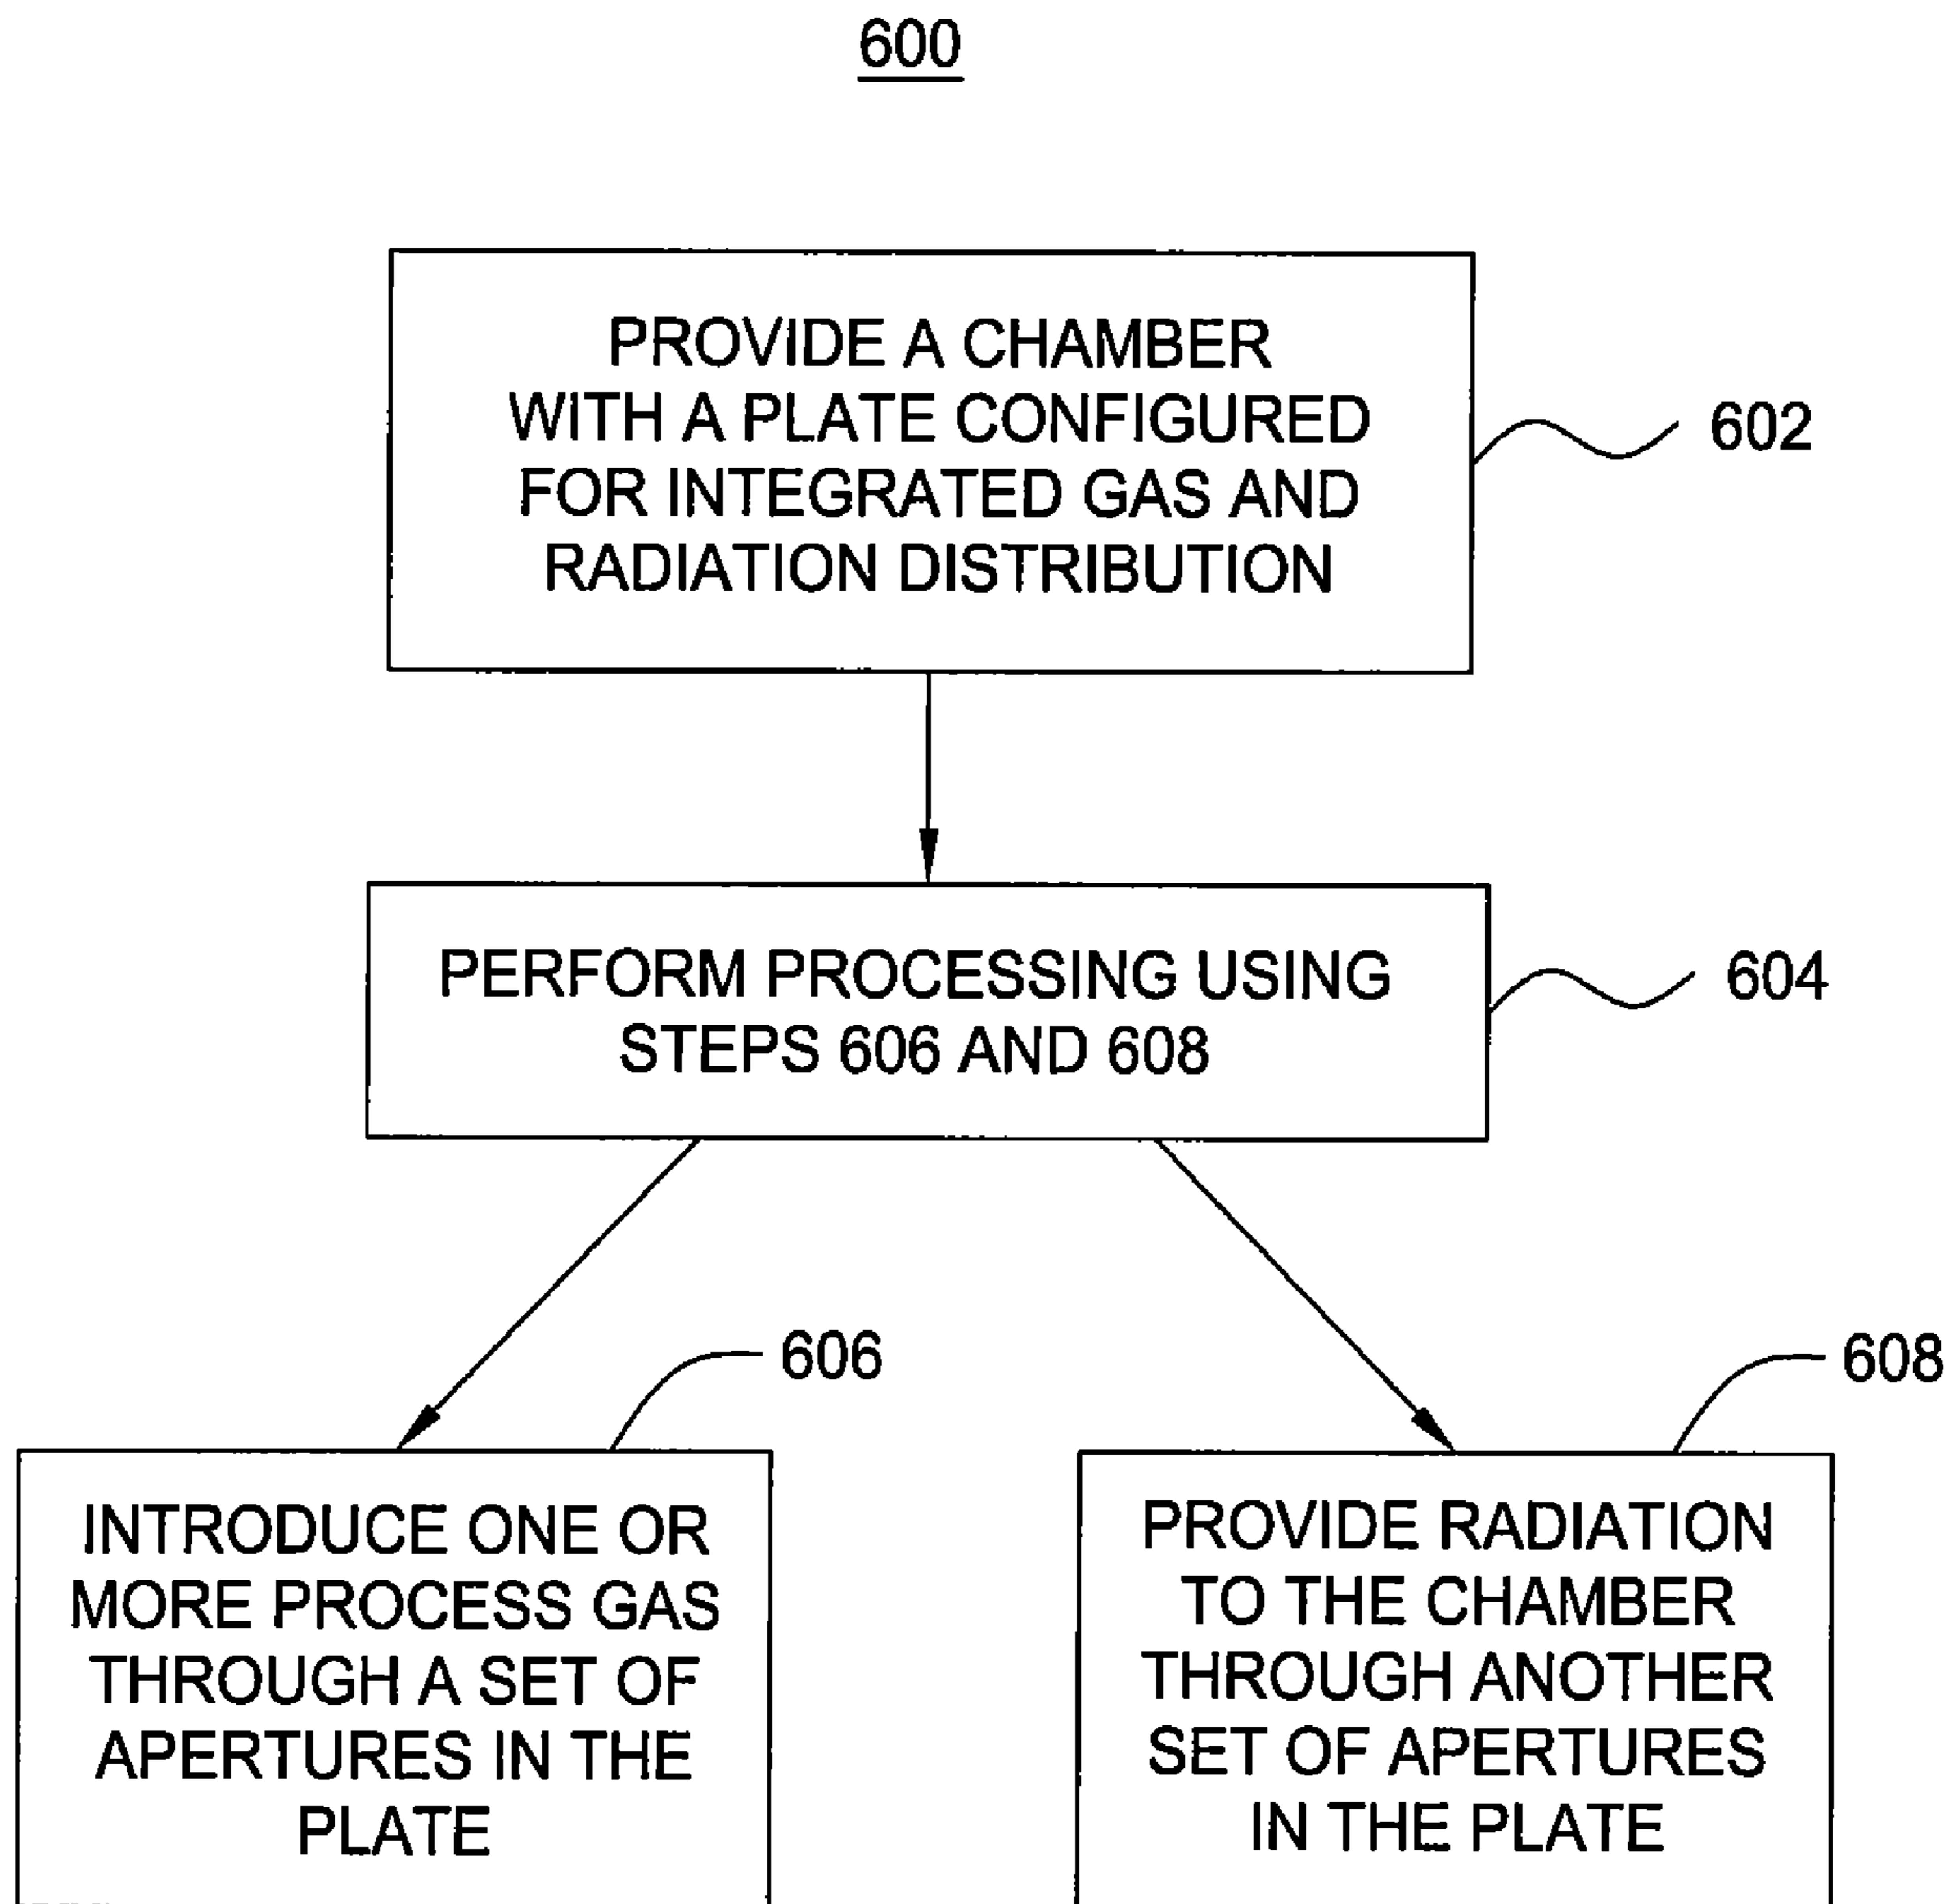 600
PROVIDE A CHAMBER
WITH A PLATE CONFIGURED
FOR INTEGRATED GAS AND
RADIATION DISTRIBUTION
602
PERFORM PROCESSING USING
STEPS 606 AND 608
604
606
INTRODUCE ONE OR
MORE PROCESS GAS
THROUGH A SET OF
APERTURES IN THE
PLATE
608
PROVIDE RADIATION
TO THE CHAMBER
THROUGH ANOTHER
SET OF APERTURES
IN THE PLATE